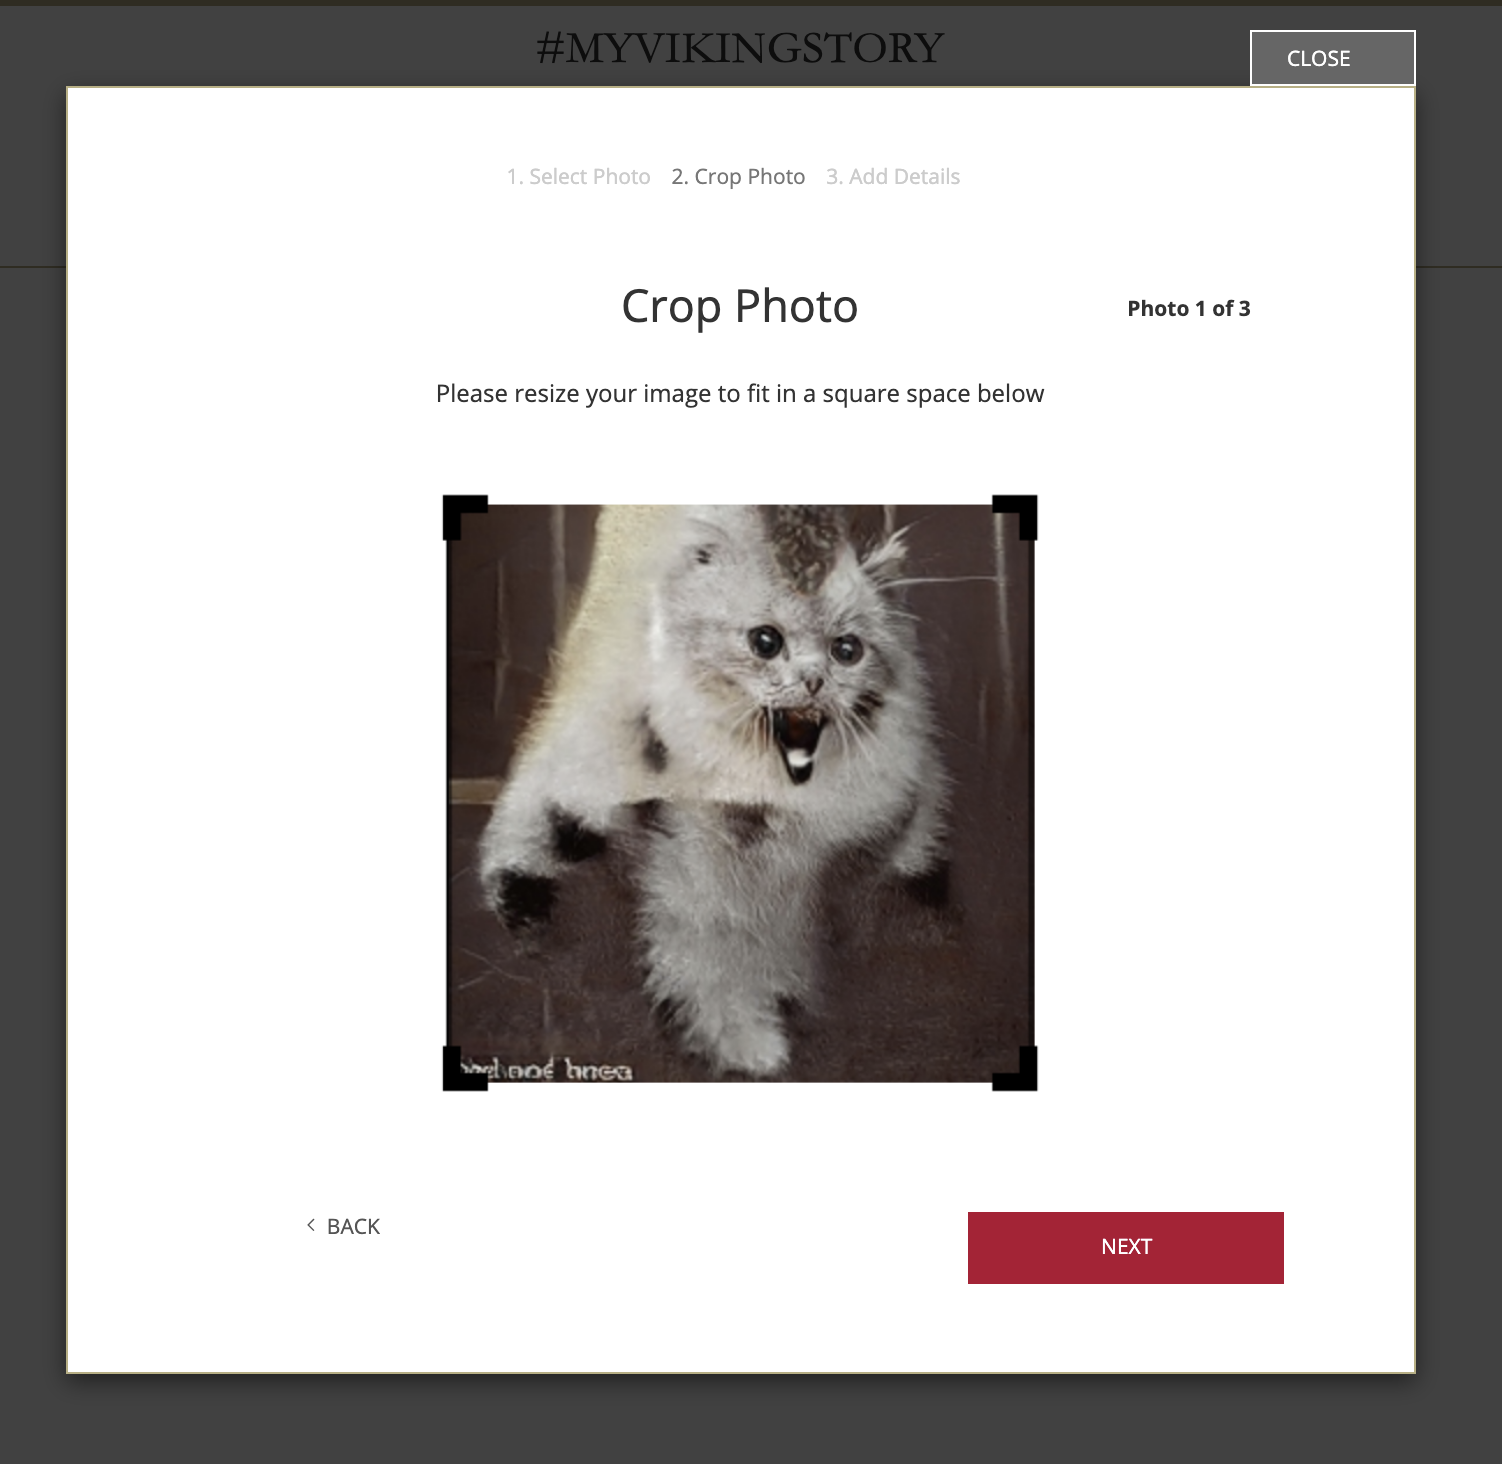 #MYVIKINGSTORY
CLOSE
1. Select Photo 2. Crop Photo 3. Add Details
Crop Photo
Photo 1 of 3
Please resize your image to fit in a square space below
< BACK
NEXT